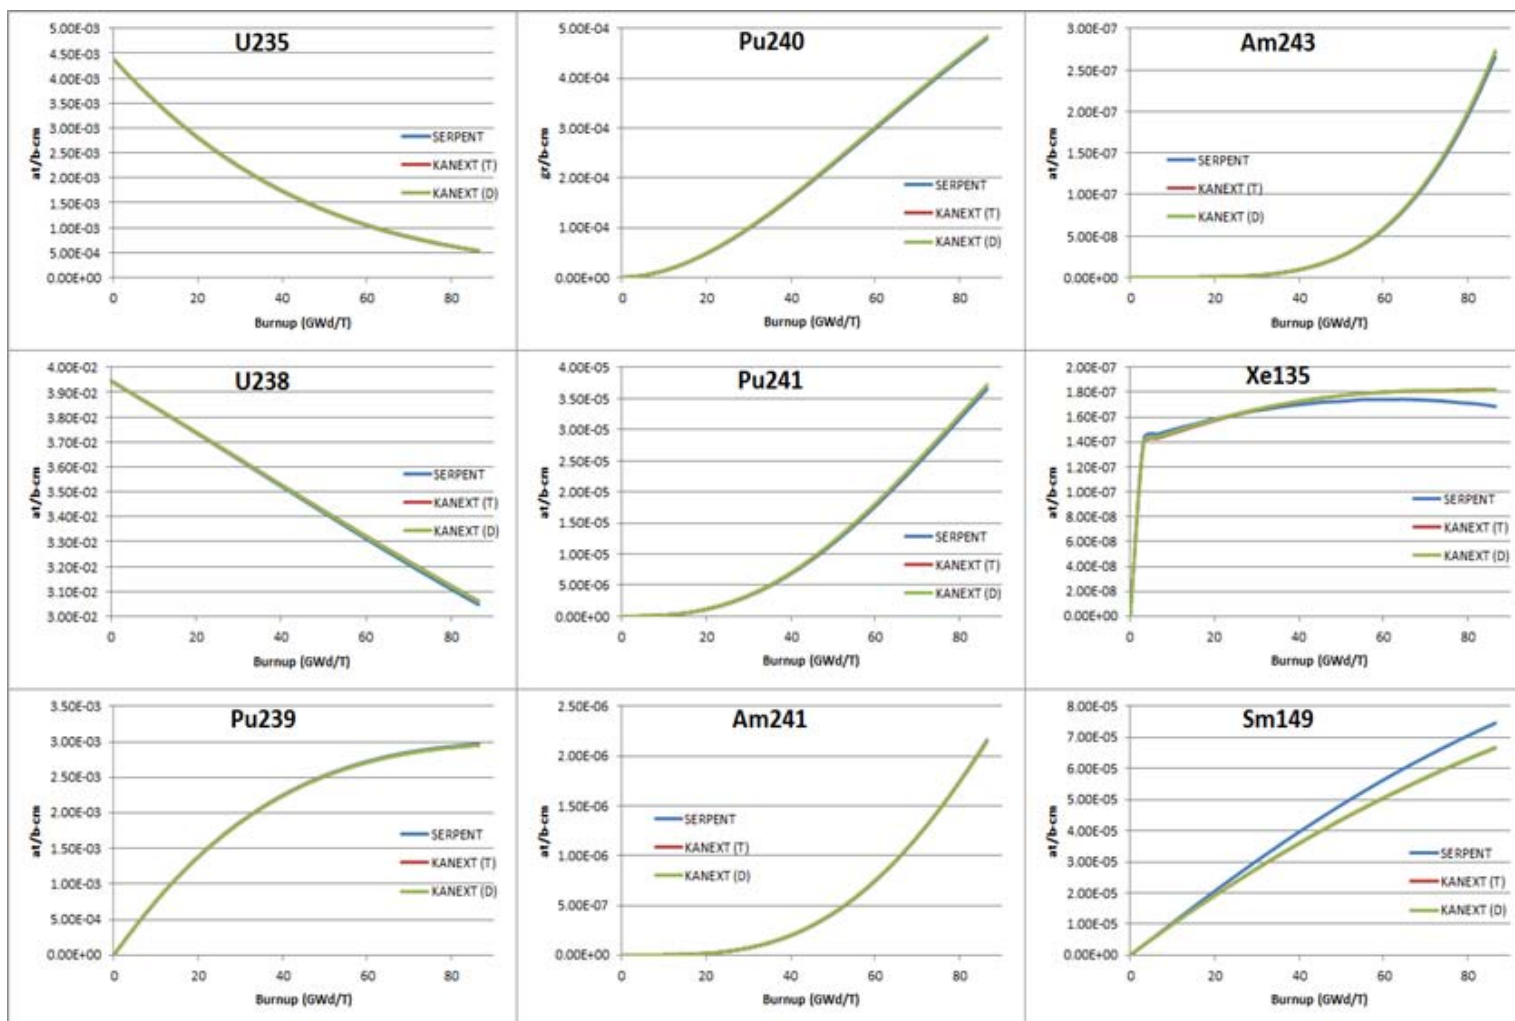 U235
5.00E-03
4.50E-03
4.00E-03
3.50E-03
3.00E-03
2.50E-03
2.00E-03
1.50E-03
1.00E-03
5.00E-04
0.00E+00
at/b-cm
SERPENT
KANEXT (T)
KANEXT (D)
0 20 40 60 80
Burnup (GWd/T)
Pu240
5.00E-04
4.00E-04
3.00E-04
2.00E-04
1.00E-04
0.00E+00
gr/b-cm
SERPENT
KANEXT (T)
KANEXT (D)
0 20 40 60 80
Burnup (GWd/T)
Am243
3.00E-07
2.50E-07
2.00E-07
1.50E-07
1.00E-07
5.00E-08
0.00E+00
at/b-cm
SERPENT
KANEXT (T)
KANEXT (D)
0 20 40 60 80
Burnup (GWd/T)
U238
4.00E-02
3.90E-02
3.80E-02
3.70E-02
3.60E-02
3.50E-02
3.40E-02
3.30E-02
3.20E-02
3.10E-02
3.00E-02
at/b-cm
SERPENT
KANEXT (T)
KANEXT (D)
0 20 40 60 80
Burnup (GWd/T)
Pu241
4.00E-05
3.50E-05
3.00E-05
2.50E-05
2.00E-05
1.50E-05
1.00E-05
5.00E-06
0.00E+00
at/b-cm
SERPENT
KANEXT (T)
KANEXT (D)
0 20 40 60 80
Burnup (GWd/T)
Xe135
2.00E-07
1.80E-07
1.60E-07
1.40E-07
1.20E-07
1.00E-07
8.00E-08
6.00E-08
4.00E-08
2.00E-08
0.00E+00
at/b-cm
SERPENT
KANEXT (T)
KANEXT (D)
0 20 40 60 80
Burnup (GWd/T)
Pu239
3.50E-03
3.00E-03
2.50E-03
2.00E-03
1.50E-03
1.00E-03
5.00E-04
0.00E+00
at/b-cm
SERPENT
KANEXT (T)
KANEXT (D)
0 20 40 60 80
Burnup (GWd/T)
Am241
2.50E-06
2.00E-06
1.50E-06
1.00E-06
5.00E-07
0.00E+00
at/b-cm
SERPENT
KANEXT (T)
KANEXT (D)
0 20 40 60 80
Burnup (GWd/T)
Sm149
8.00E-05
7.00E-05
6.00E-05
5.00E-05
4.00E-05
3.00E-05
2.00E-05
1.00E-05
0.00E+00
at/b-cm
SERPENT
KANEXT (T)
KANEXT (D)
0 20 40 60 80
Burnup (GWd/T)